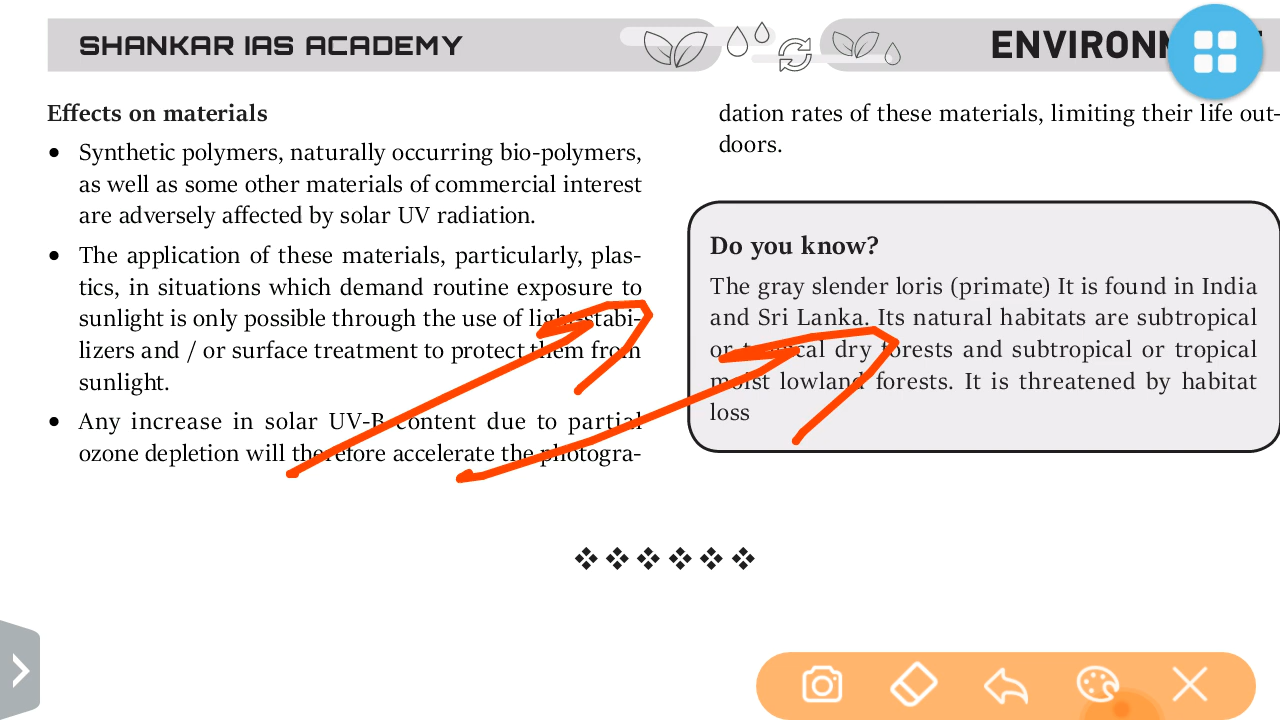 SHANKAR IAS ACADEMY
Effects on materials
• Synthetic polymers, naturally occurring bio-polymers,
as well as some other materials of commercial interest
are adversely affected by solar UV radiation.
• The application of these materials, particularly, plas-
tics, in situations which demand routine exposure to
sunlight is only possible through the use of light-stabi-
lizers and / or surface treatment to protect them from
sunlight.
• Any increase in solar UV-B content due to partial
ozone depletion will therefore accelerate the photogra-
dation rates of these materials, limiting their life out-
doors.
Do you know?
The gray slender loris (primate) It is found in India
and Sri Lanka. Its natural habitats are subtropical
or tropical dry forests and subtropical or tropical
moist lowland forests. It is threatened by habitat
loss